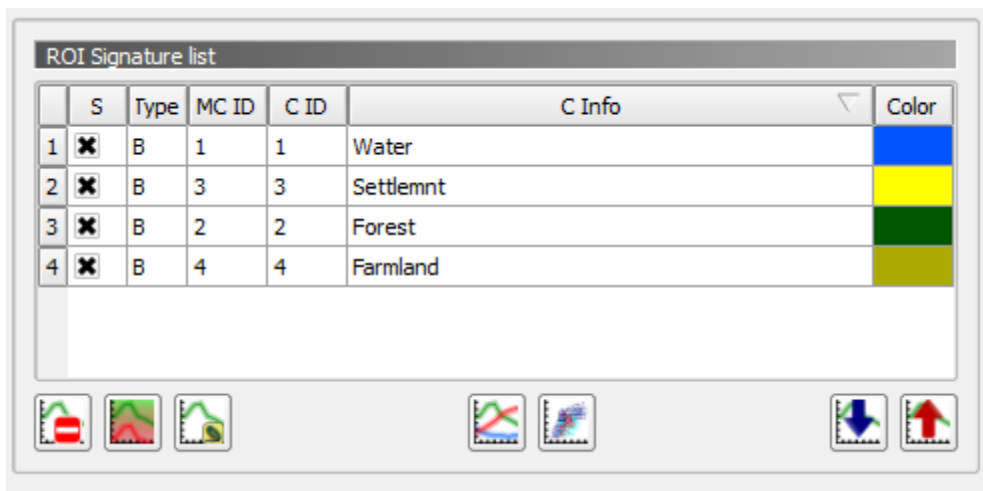 ROI Signature list
S Type MC ID C ID C Info Color
1 B 1 1 Water
2 B 3 3 Settlemnt
3 B 2 2 Forest
4 B 4 4 Farmland